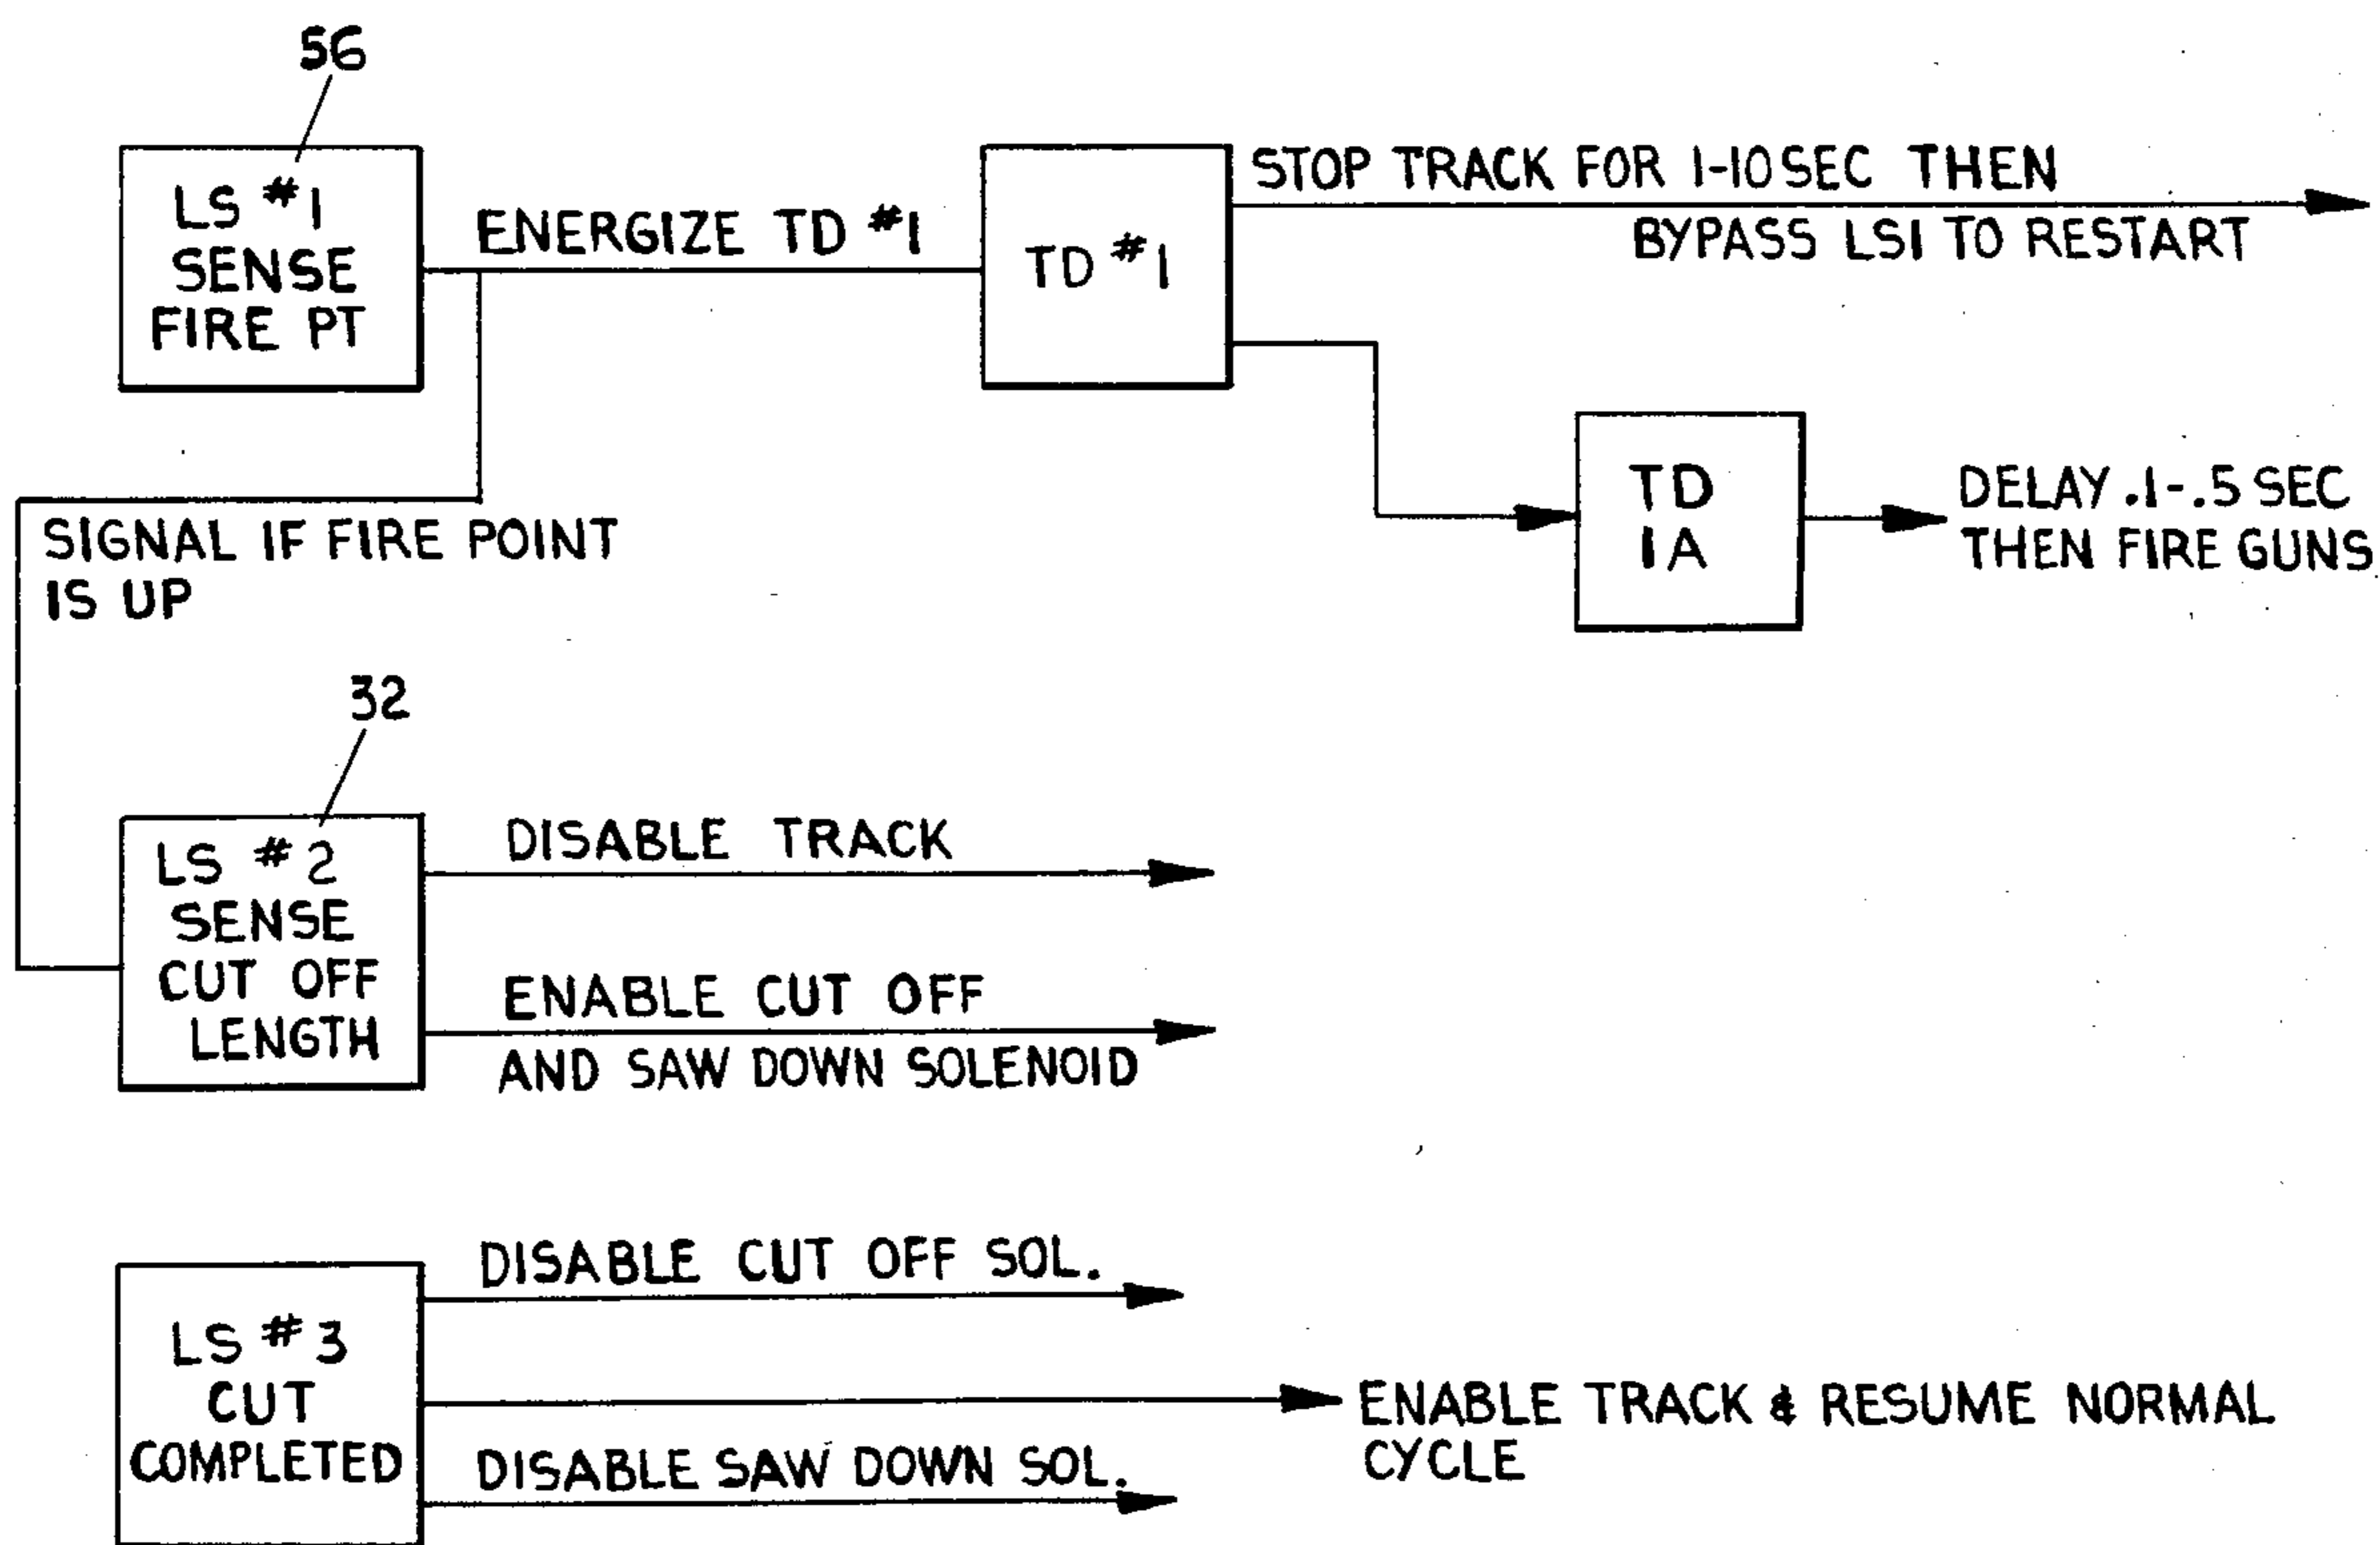 56
LS #1
SENSE
FIRE PT
ENERGIZE TD #1
TD #1
STOP TRACK FOR 1-10 SEC THEN
BYPASS LS1 TO RESTART
SIGNAL IF FIRE POINT
IS UP
TD
1A
DELAY .1-.5 SEC
THEN FIRE GUNS
32
LS #2
SENSE
CUT OFF
LENGTH
DISABLE TRACK
ENABLE CUT OFF
AND SAW DOWN SOLENOID
LS #3
CUT
COMPLETED
DISABLE CUT OFF SOL.
ENABLE TRACK & RESUME NORMAL
CYCLE
DISABLE SAW DOWN SOL.